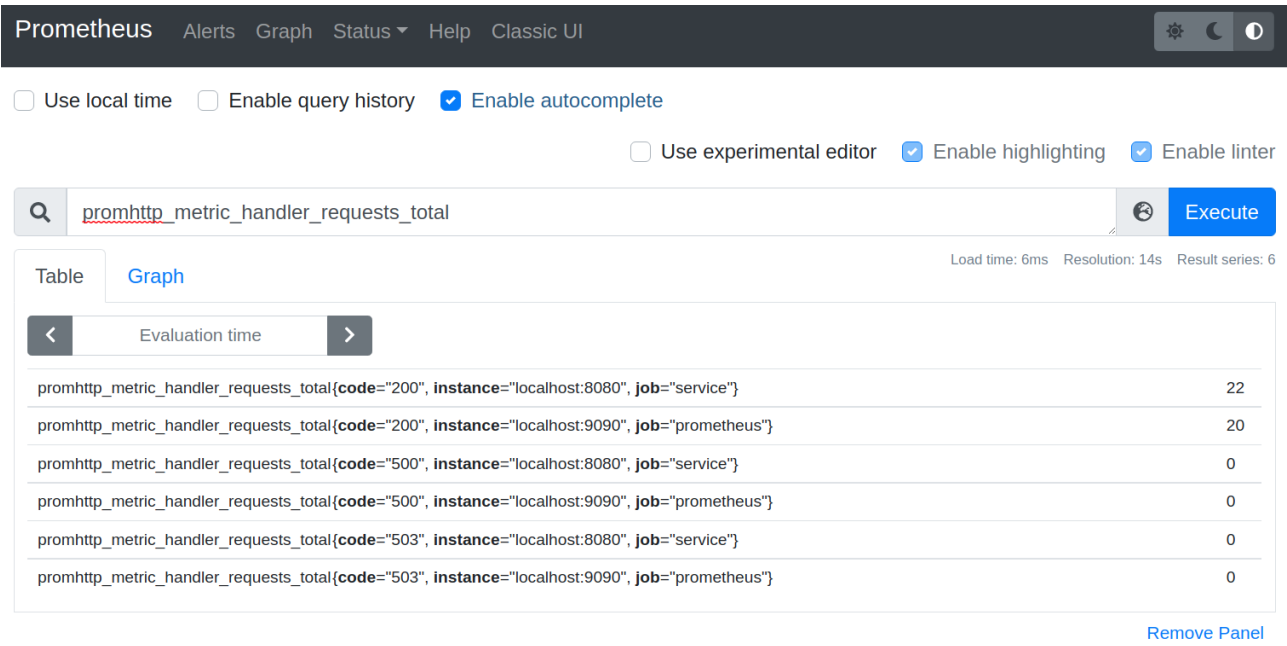 Prometheus Alerts Graph Status Help Classic UI
Use local time Enable query history Enable autocomplete
Use experimental editor Enable highlighting Enable linter
promhttp_metric_handler_requests_total Execute
Load time: 6ms Resolution: 14s Result series: 6
Table Graph
Evaluation time
promhttp_metric_handler_requests_total{code="200", instance="localhost:8080", job="service"} 22
promhttp_metric_handler_requests_total{code="200", instance="localhost:9090", job="prometheus"} 20
promhttp_metric_handler_requests_total{code="500", instance="localhost:8080", job="service"} 0
promhttp_metric_handler_requests_total{code="500", instance="localhost:9090", job="prometheus"} 0
promhttp_metric_handler_requests_total{code="503", instance="localhost:8080", job="service"} 0
promhttp_metric_handler_requests_total{code="503", instance="localhost:9090", job="prometheus"} 0
Remove Panel